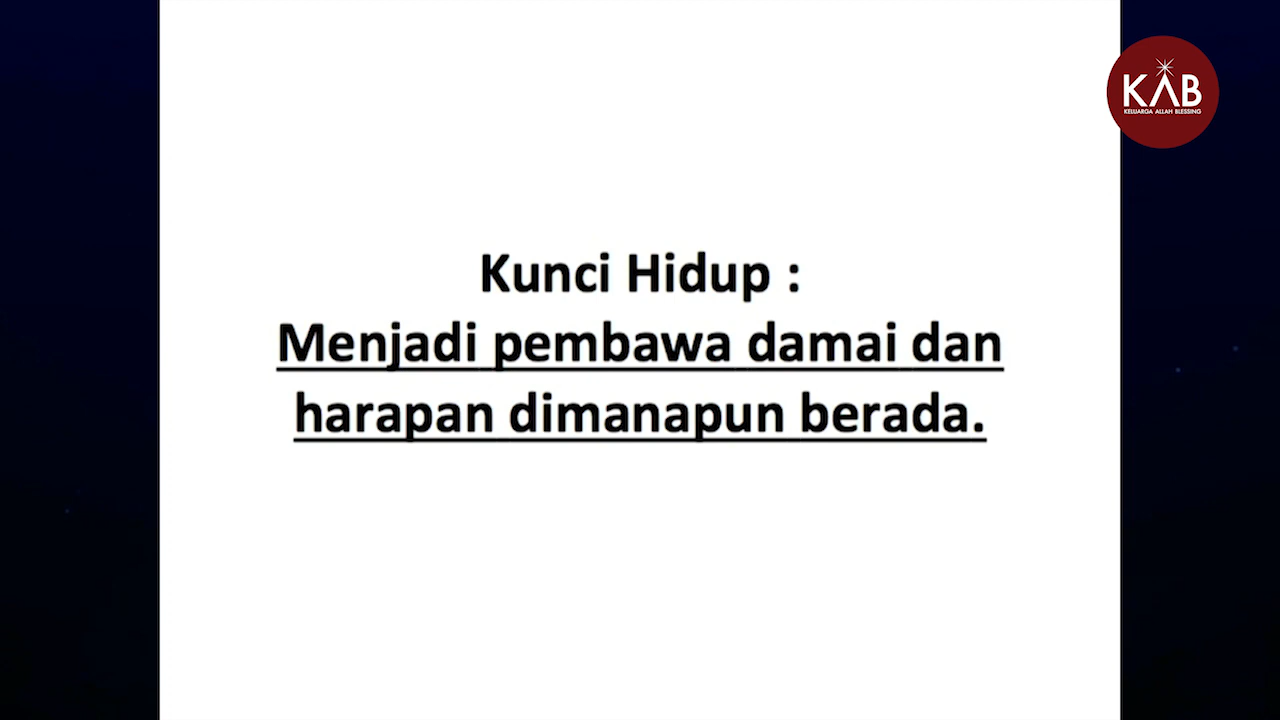 KAB
KELUARGA ALLAH BLESSING
Kunci Hidup :
Menjadi pembawa damai dan
harapan dimanapun berada.